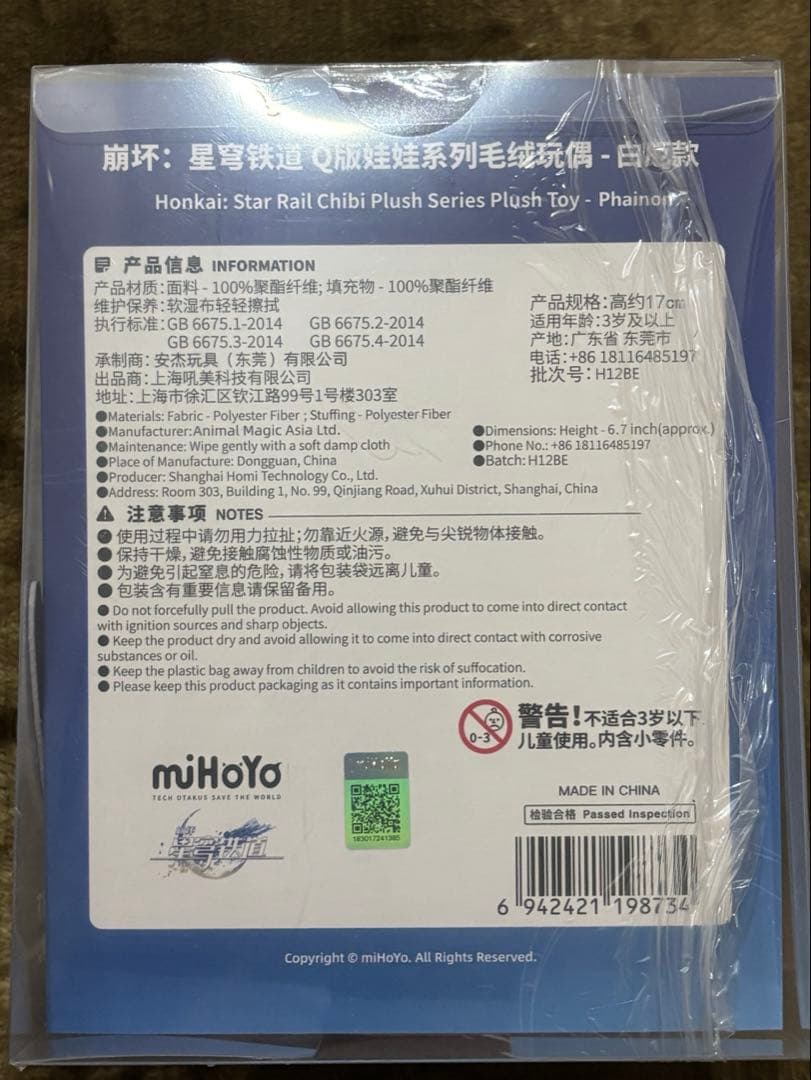 崩坏：星穹铁道 Q版娃娃系列毛绒玩偶 - 白厄款
Honkai: Star Rail Chibi Plush Series Plush Toy - Phainon
产品信息 INFORMATION
产品材质：面料 - 100%聚酯纤维; 填充物 - 100%聚酯纤维
维护保养：软湿布轻轻擦拭
执行标准：GB 6675.1-2014 GB 6675.2-2014
GB 6675.3-2014 GB 6675.4-2014
承制商：安杰玩具（东莞）有限公司
出品商：上海吼美科技有限公司
地址：上海市徐汇区钦江路99号1号楼303室
产品规格：高约17cm
适用年龄：3岁及以上
产地：广东省 东莞市
电话：+86 18116485197
批次号：H12BE
●Materials: Fabric - Polyester Fiber ; Stuffing - Polyester Fiber
●Manufacturer: Animal Magic Asia Ltd.
●Maintenance: Wipe gently with a soft damp cloth
●Place of Manufacture: Dongguan, China
●Producer: Shanghai Homi Technology Co., Ltd.
●Address: Room 303, Building 1, No. 99, Qinjiang Road, Xuhui District, Shanghai, China
●Dimensions: Height - 6.7 inch(approx.)
●Phone No.: +86 18116485197
●Batch: H12BE
注意事项 NOTES
● 使用过程中请勿用力拉扯;勿靠近火源，避免与尖锐物体接触。
● 保持干燥，避免接触腐蚀性物质或油污。
● 为避免引起窒息的危险，请将包装袋远离儿童。
● 包装含有重要信息请保留备用。
● Do not forcefully pull the product. Avoid allowing this product to come into direct contact
with ignition sources and sharp objects.
● Keep the product dry and avoid allowing it to come into direct contact with corrosive
substances or oil.
● Keep the plastic bag away from children to avoid the risk of suffocation.
● Please keep this product packaging as it contains important information.
0-3
警告！不适合3岁以下
儿童使用。内含小零件。
miHoYo
TECH OTAKUS SAVE THE WORLD
miHoYo
183017241385
星穹铁道
MADE IN CHINA
检验合格 Passed Inspection
6 942421 198734
Copyright © miHoYo. All Rights Reserved.